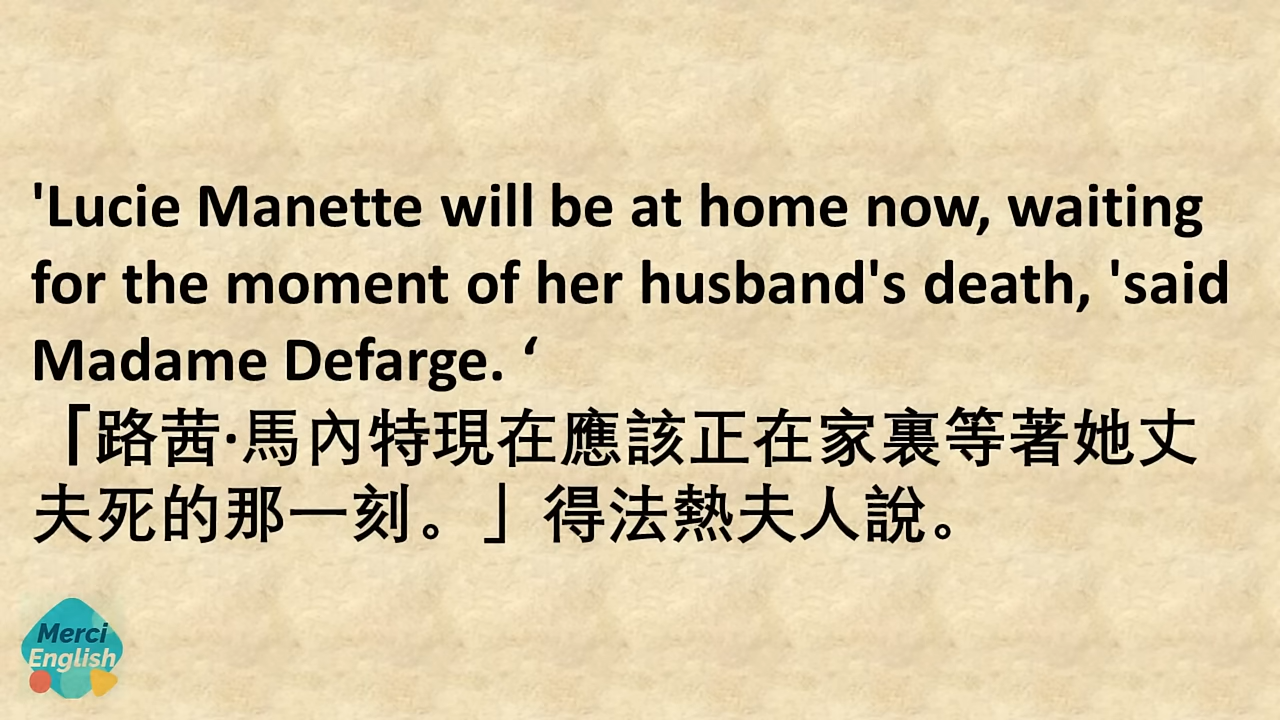 'Lucie Manette will be at home now, waiting
for the moment of her husband's death, 'said
Madame Defarge. ‘
「路茜·馬內特現在應該正在家裏等著她丈
夫死的那一刻。」得法熱夫人說。
Merci
English